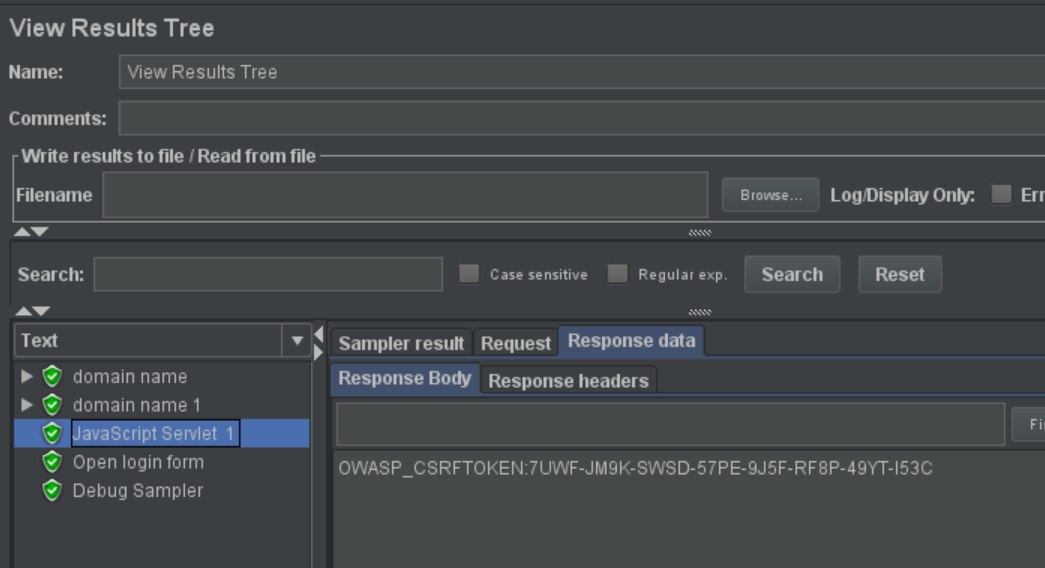 View Results Tree
Name: View Results Tree
Comments:
Write results to file / Read from file
Filename Browse... Log/Display Only: Err
Search: Case sensitive Regular exp. Search Reset
Text Sampler result Request Response data
domain name Response Body Response headers
domain name 1
JavaScript Servlet 1 Fi
Open login form OWASP_CSRFTOKEN:7UWF-JM9K-SWSD-57PE-9J5F-RF8P-49YT-I53C
Debug Sampler